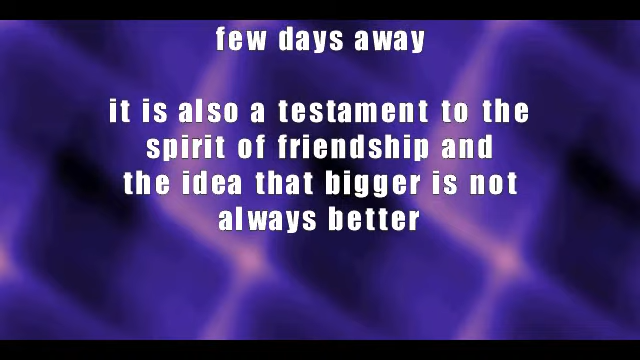 few days away
it is also a testament to the
spirit of friendship and
the idea that bigger is not
always better